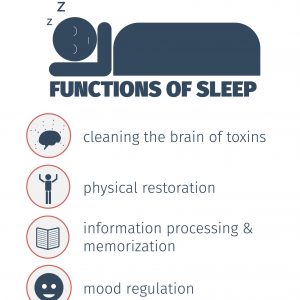 z
z
FUNCTIONS OF SLEEP
cleaning the brain of toxins
physical restoration
information processing &
memorization
mood regulation